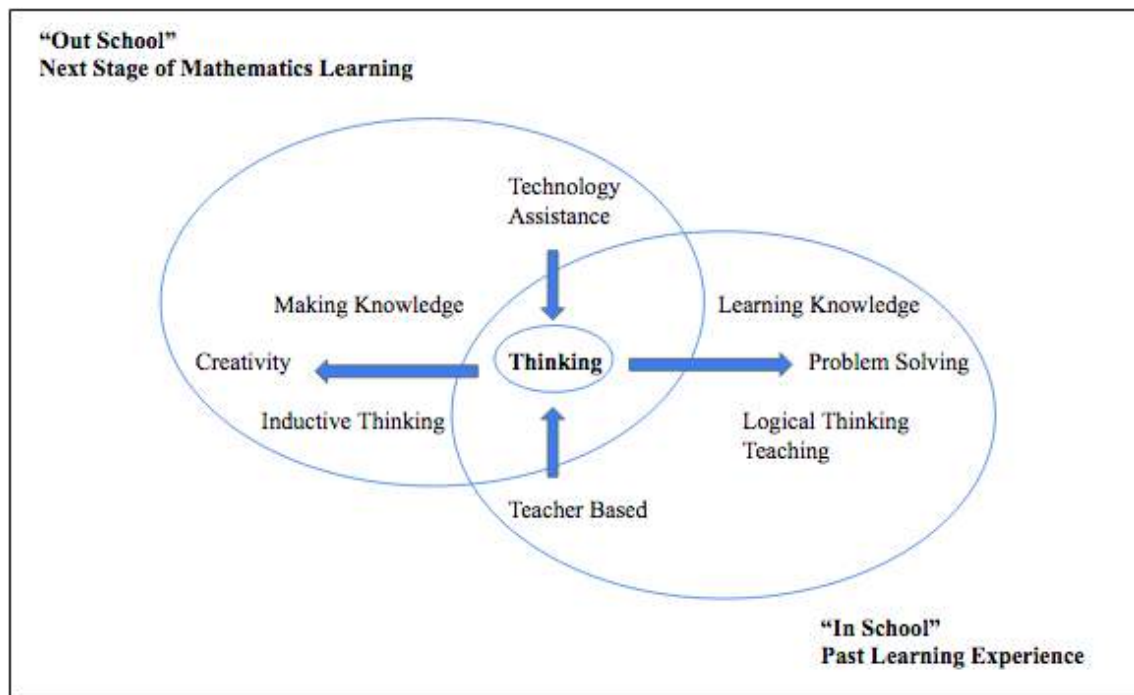 “Out School”
Next Stage of Mathematics Learning
Technology
Assistance
Making Knowledge
Learning Knowledge
Creativity
Thinking
Problem Solving
Inductive Thinking
Logical Thinking
Teaching
Teacher Based
“In School”
Past Learning Experience